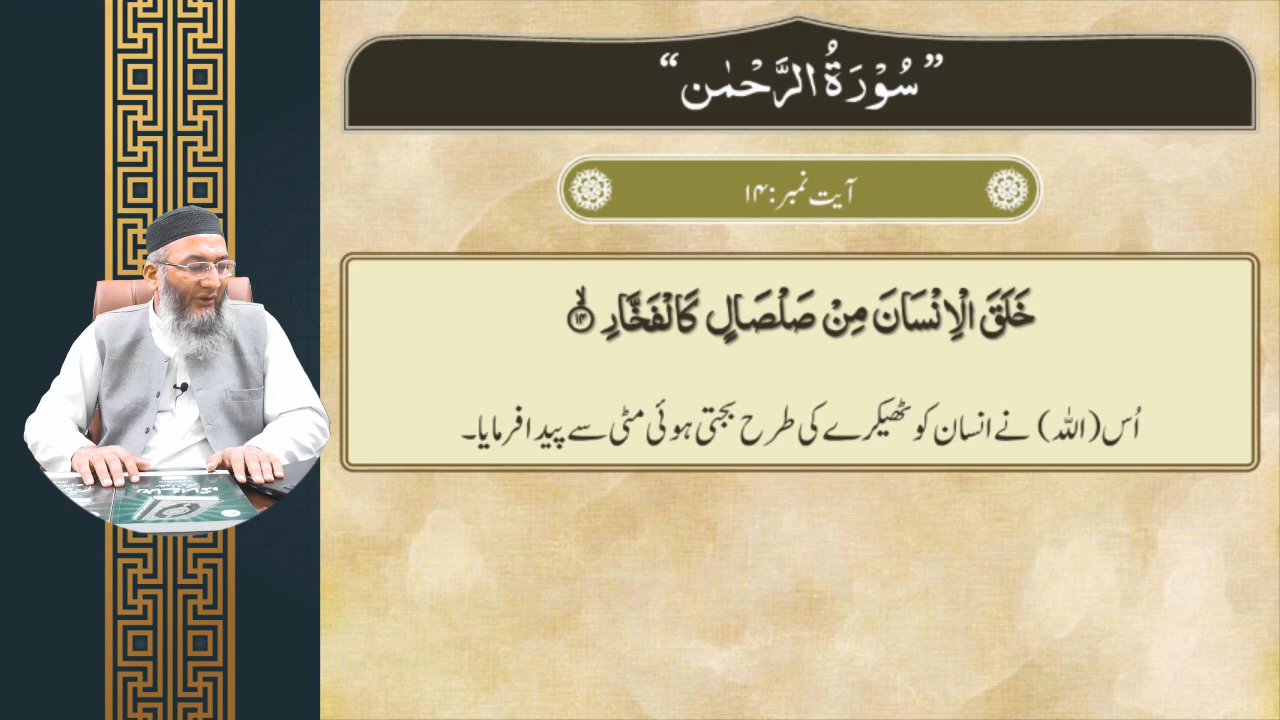 ”سُوْرَةُ الرَّحْمٰن“
آیت نمبر: ۱۴
خَلَقَ الْاِنْسَانَ مِنْ صَلْصَالٍ كَالْفَخَّارِ ۙ‏﴿۱۴﴾
اُس (اللہ) نے انسان کو ٹھیکرے کی طرح بجتی ہوئی مٹی سے پیدا فرمایا۔